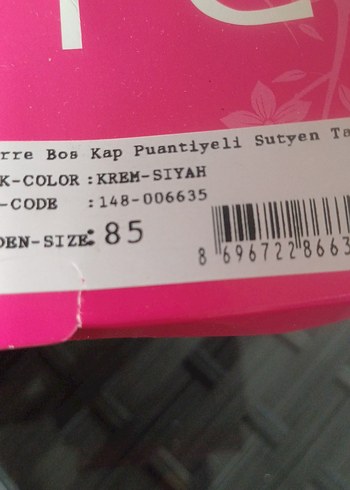 rre Bos Kap Puantiyeli Sutyen Ta
K-COLOR :KREM-SIYAH
-CODE :148-006635
DEN-SIZE: 85
8 696722 8663